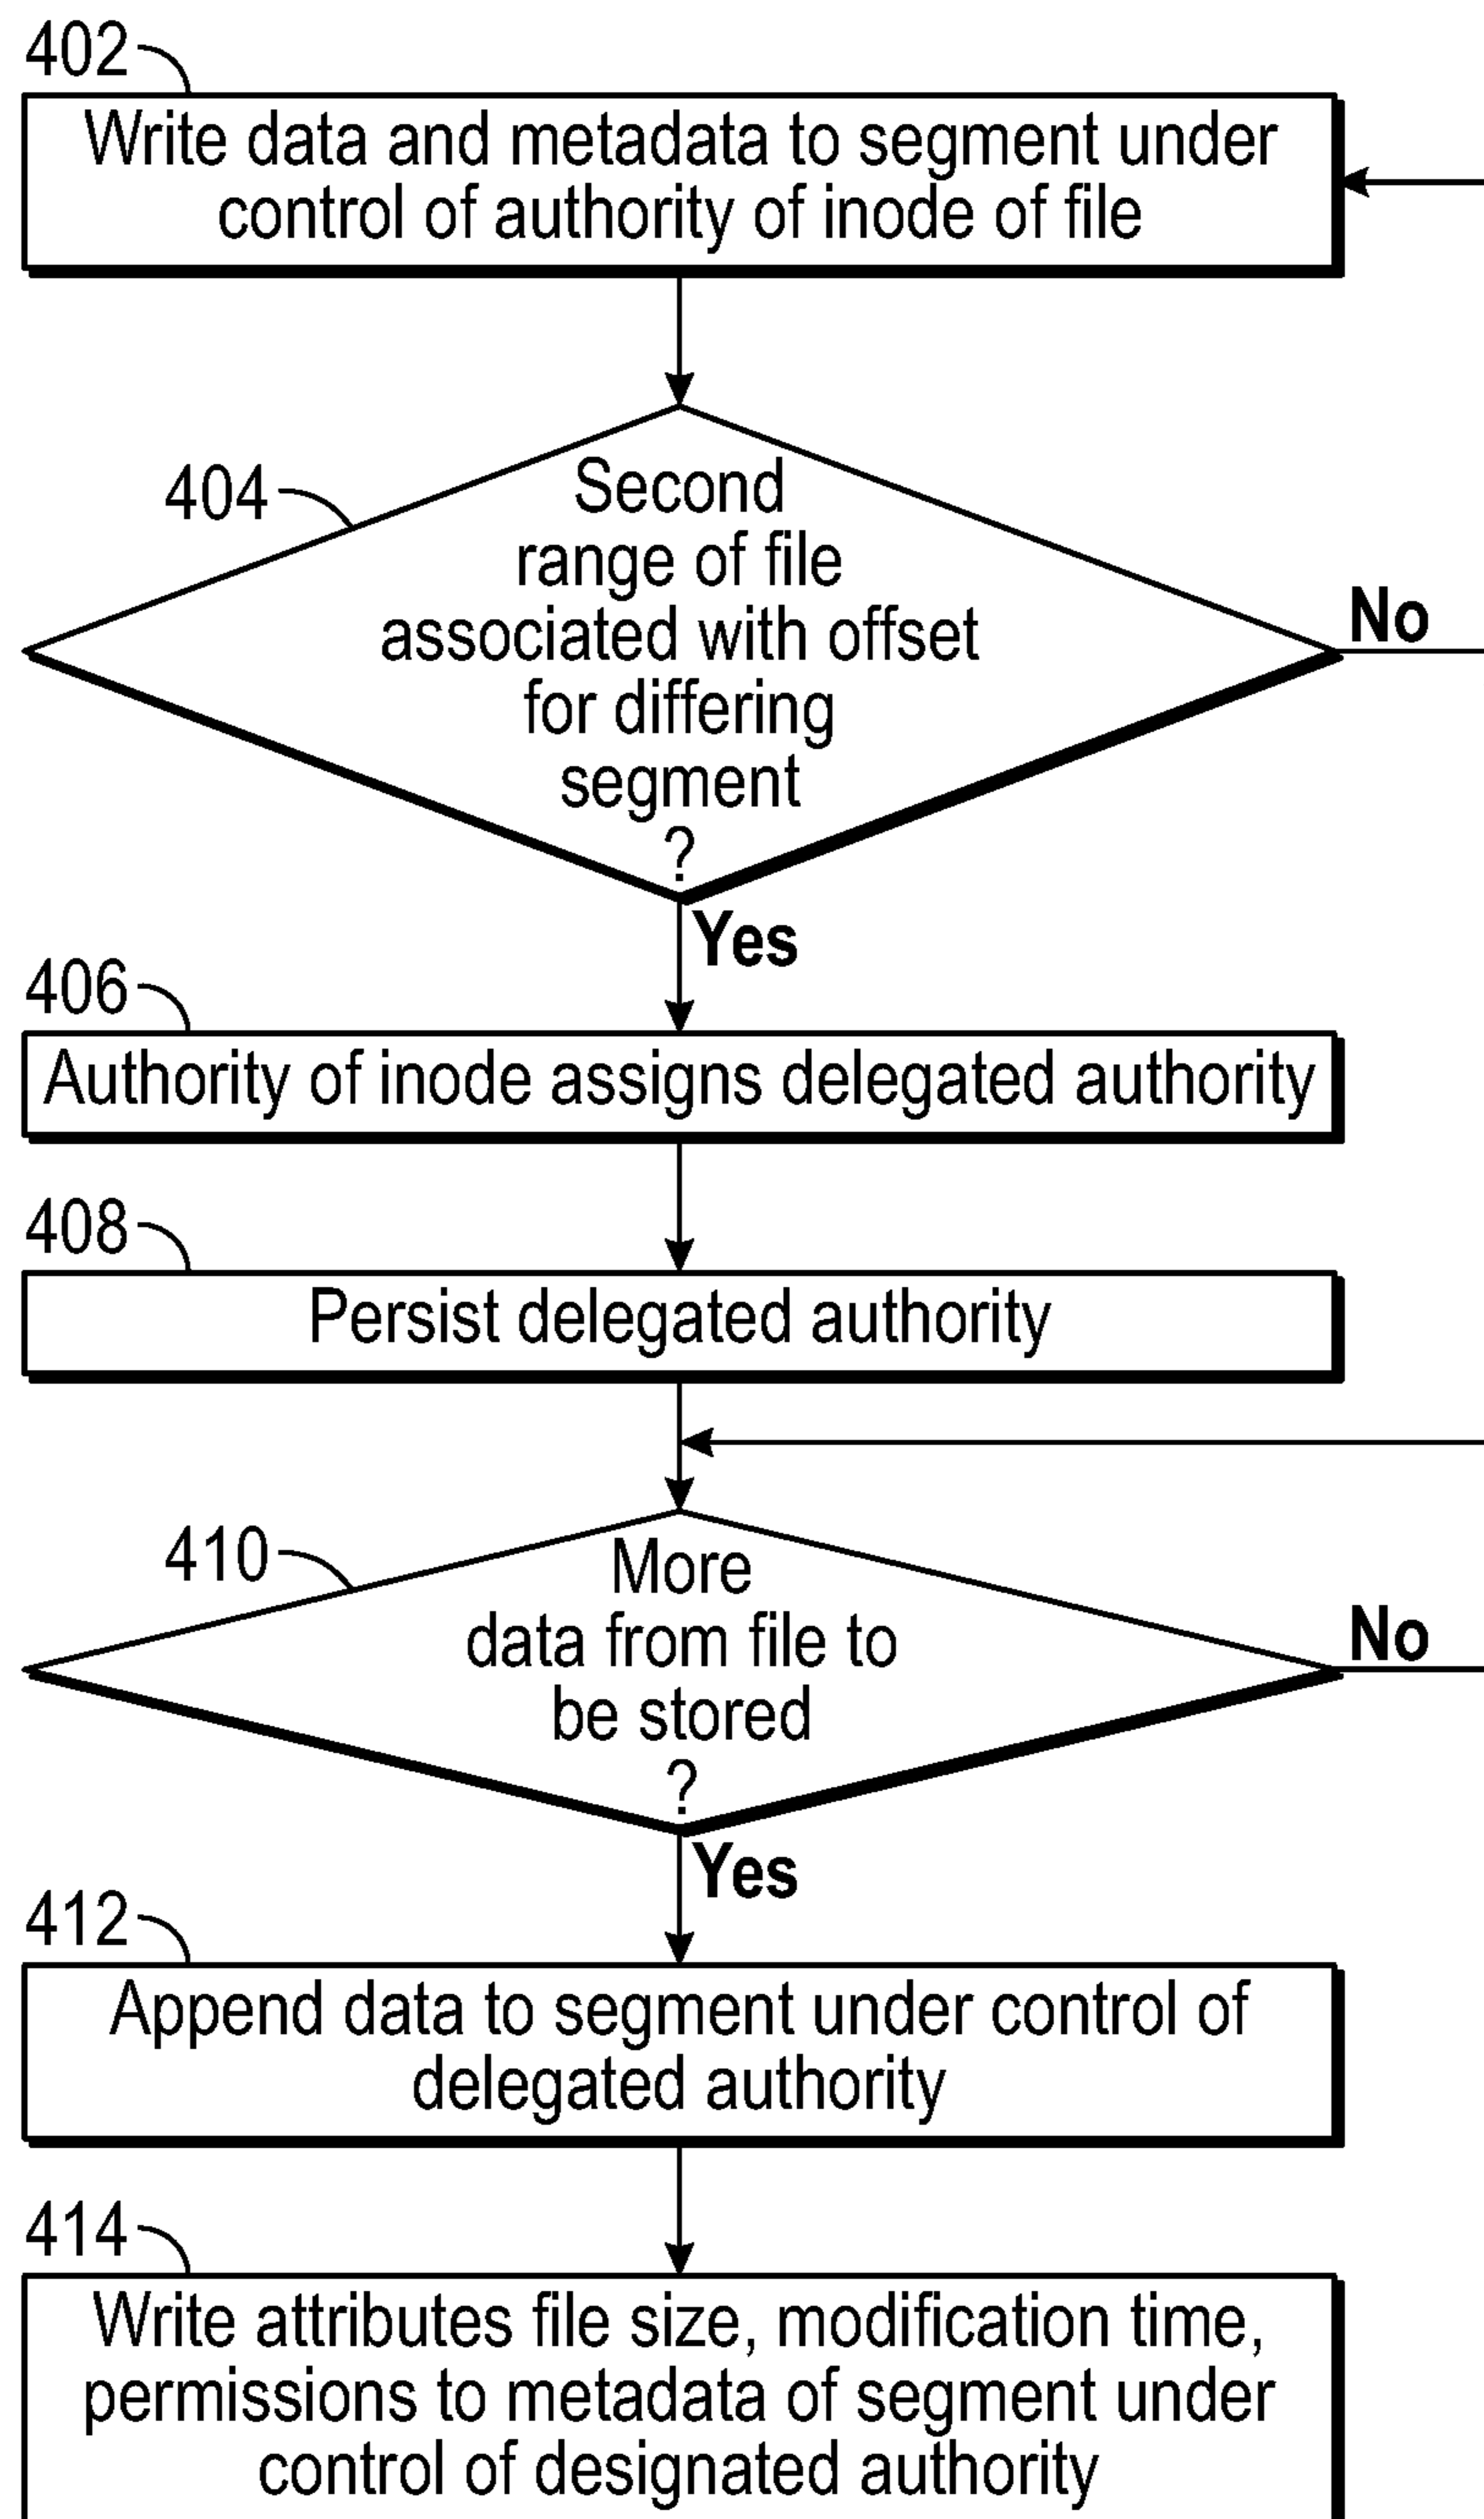 402
Write data and metadata to segment under
control of authority of inode of file
404
Second
range of file
associated with offset
for differing
segment
?
No
Yes
406
Authority of inode assigns delegated authority
408
Persist delegated authority
410
More
data from file to
be stored
?
No
Yes
412
Append data to segment under control of
delegated authority
414
Write attributes file size, modification time,
permissions to metadata of segment under
control of designated authority